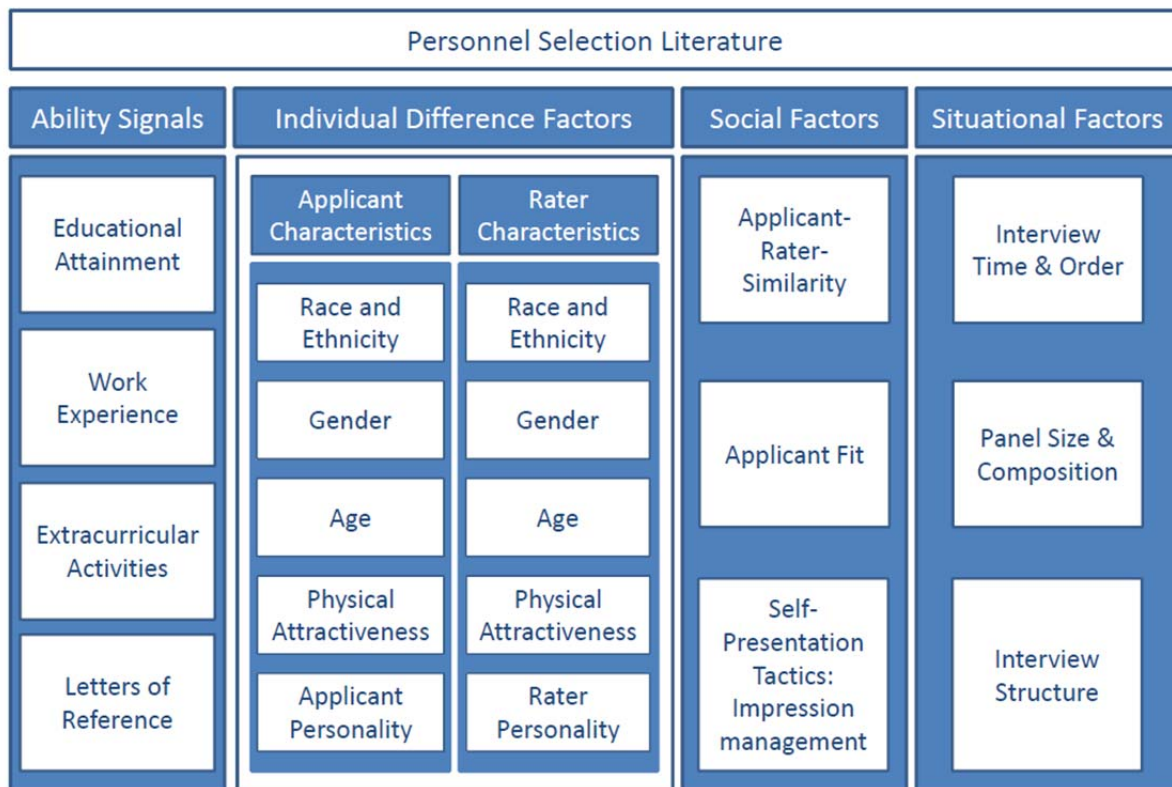 Personnel Selection Literature
Ability Signals
Educational
Attainment
Work
Experience
Extracurricular
Activities
Letters of
Reference
Individual Difference Factors
Applicant
Characteristics
Race and
Ethnicity
Gender
Age
Physical
Attractiveness
Applicant
Personality
Rater
Characteristics
Race and
Ethnicity
Gender
Age
Physical
Attractiveness
Rater
Personality
Social Factors
Applicant-
Rater-
Similarity
Applicant Fit
Self-
Presentation
Tactics:
Impression
management
Situational Factors
Interview
Time & Order
Panel Size &
Composition
Interview
Structure